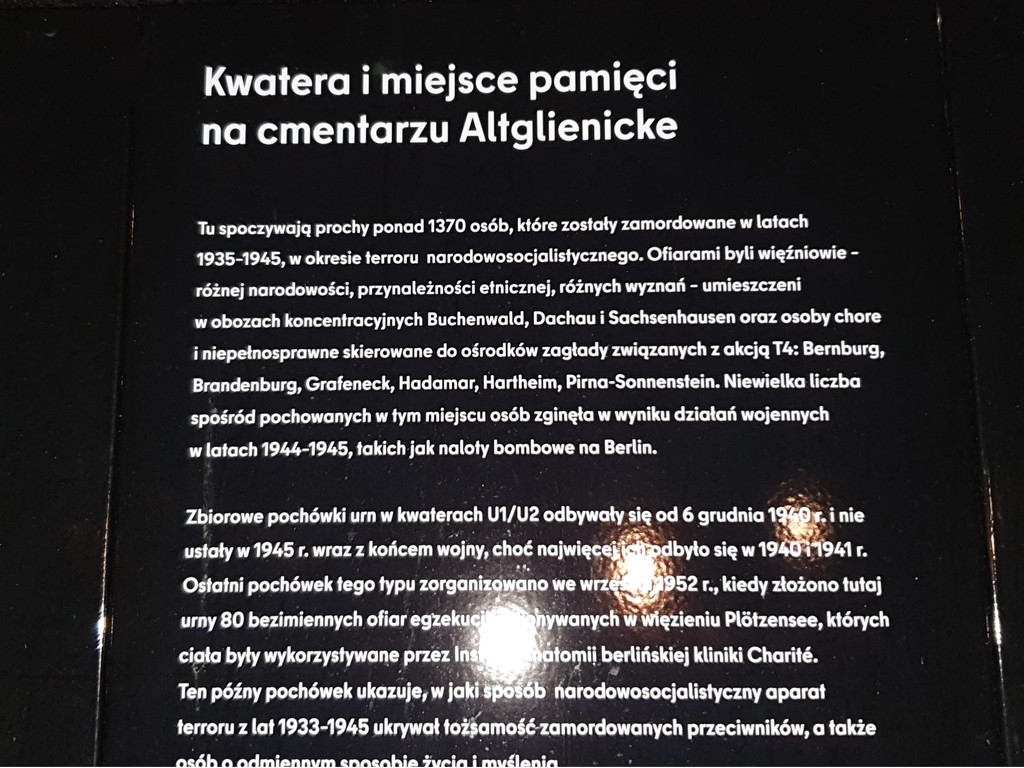 Kwatera i miejsce pamięci
na cmentarzu Altglienicke
Tu spoczywają prochy ponad 1370 osób, które zostały zamordowane w latach
1935-1945, w okresie terroru narodowosocjalistycznego. Ofiarami byli więźniowie –
różnej narodowości, przynależności etnicznej, różnych wyznań – umieszczeni
w obozach koncentracyjnych Buchenwald, Dachau i Sachsenhausen oraz osoby chore
i niepełnosprawne skierowane do ośrodków zagłady związanych z akcją T4: Bernburg,
Brandenburg, Grafeneck, Hadamar, Hartheim, Pirna-Sonnenstein. Niewielka liczba
spośród pochowanych w tym miejscu osób zginęła w wyniku działań wojennych
w latach 1944-1945, takich jak naloty bombowe na Berlin.
Zbiorowe pochówki urn w kwaterach U1/U2 odbywały się od 6 grudnia 1940 r. i nie
ustały w 1945 r. wraz z końcem wojny, choć najwięcej ich odbyło się w 1940 i 1941 r.
Ostatni pochówek tego typu zorganizowano we 1952 r., kiedy złożono tutaj
urny 80 bezimiennych ofiar w więzieniu Plötzensee, których
ciała były wykorzystywane przez berlińskiej kliniki Charité.
Ten późny pochówek ukazuje, w jaki sposób narodowosocjalistyczny aparat
terroru z lat 1933-1945 ukrywał tożsamość zamordowanych przeciwników, a także
osób o odmiennym sposobie życia i myślenia